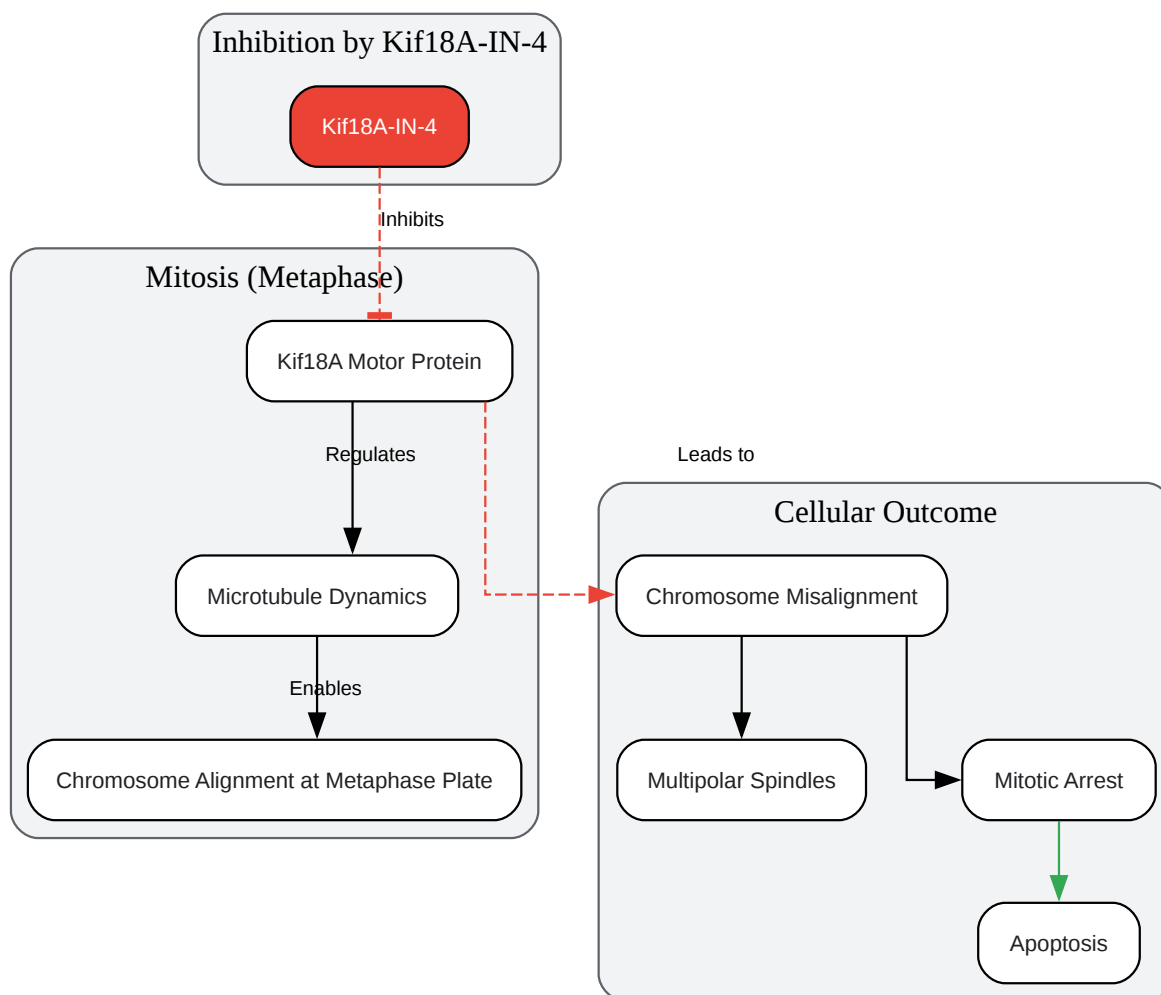 Inhibition by Kif18A-IN-4
Kif18A-IN-4
Inhibits
Mitosis (Metaphase)
Kif18A Motor Protein
Regulates
Leads to
Cellular Outcome
Microtubule Dynamics
Chromosome Misalignment
Enables
Chromosome Alignment at Metaphase Plate
Multipolar Spindles
Mitotic Arrest
Apoptosis